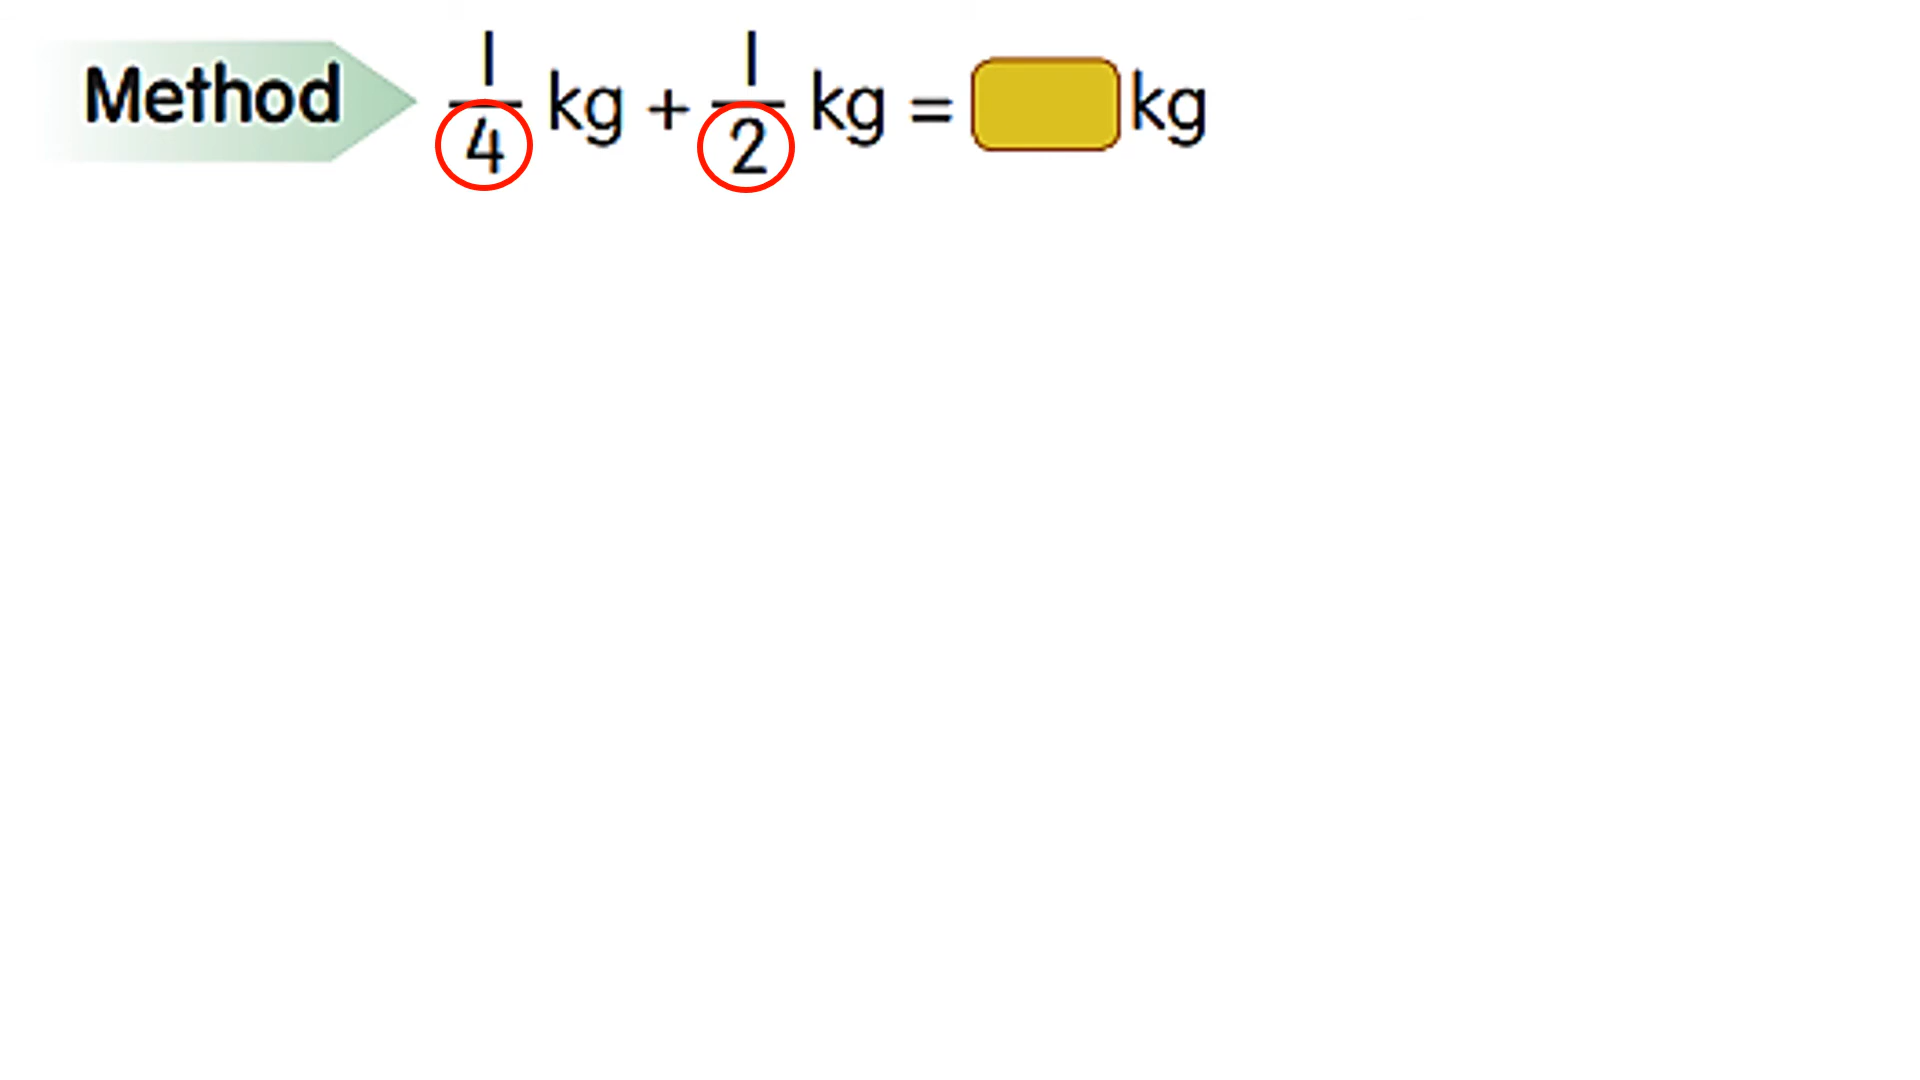 Method 1/4 kg + 1/2 kg = kg